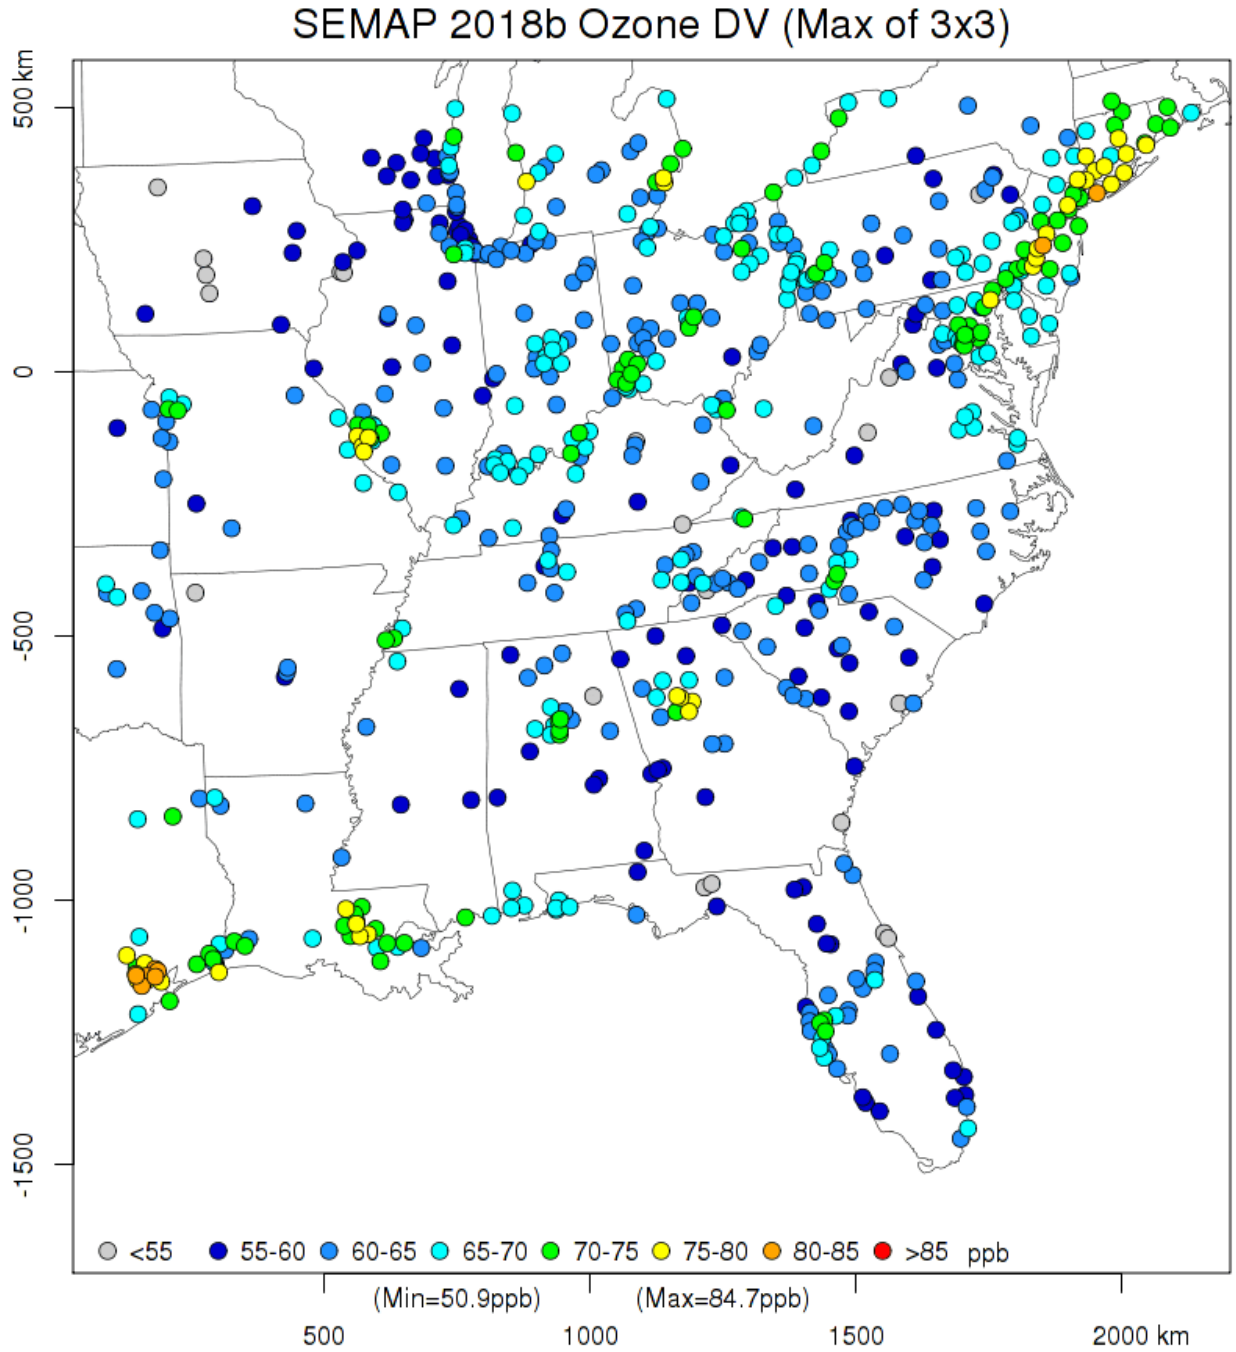 SEMAP 2018b Ozone DV (Max of 3x3)
500 km
0
-500
-1000
-1500
<55 55-60 60-65 65-70 70-75 75-80 80-85 >85 ppb
(Min=50.9ppb) (Max=84.7ppb)
500 1000 1500 2000 km